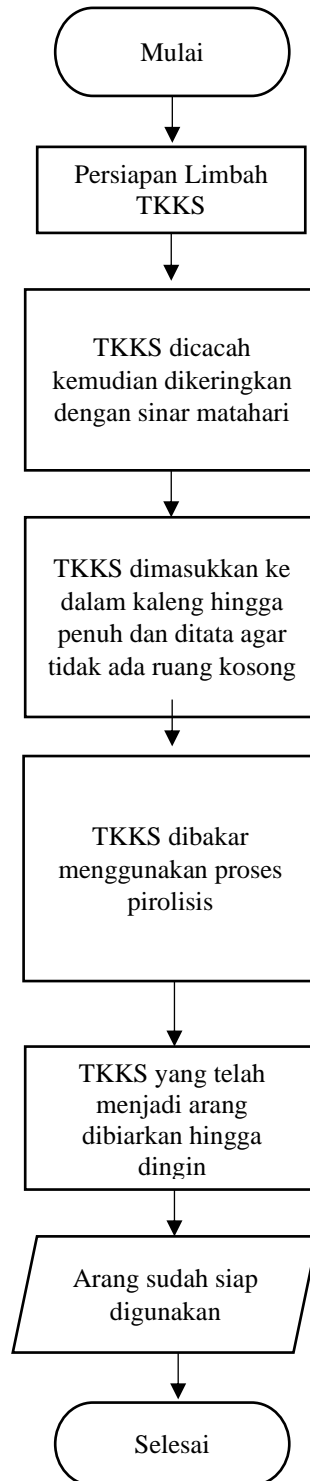 Mulai
Persiapan Limbah
TKKS
TKKS dicacah
kemudian dikeringkan
dengan sinar matahari
TKKS dimasukkan ke
dalam kaleng hingga
penuh dan ditata agar
tidak ada ruang kosong
TKKS dibakar
menggunakan proses
pirolisis
TKKS yang telah
menjadi arang
dibiarkan hingga
dingin
Arang sudah siap
digunakan
Selesai